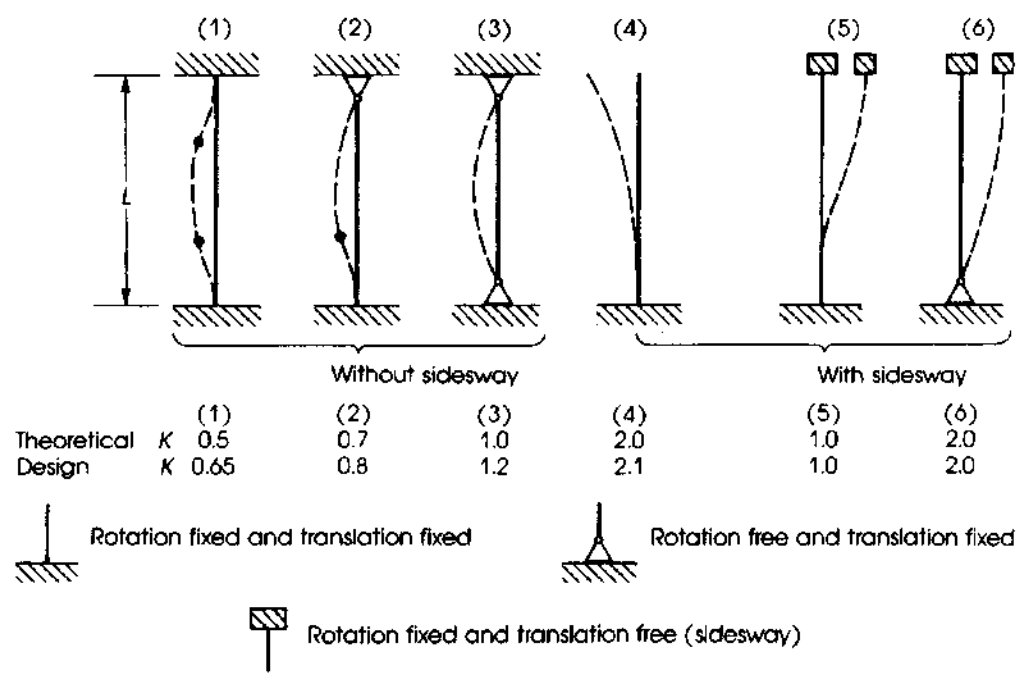 (1) (2) (3) (4) (5) (6)
L
Without sidesway With sidesway
(1) (2) (3) (4) (5) (6)
Theoretical K 0.5 0.7 1.0 2.0 1.0 2.0
Design K 0.65 0.8 1.2 2.1 1.0 2.0
Rotation fixed and translation fixed Rotation free and translation fixed
Rotation fixed and translation free (sidesway)